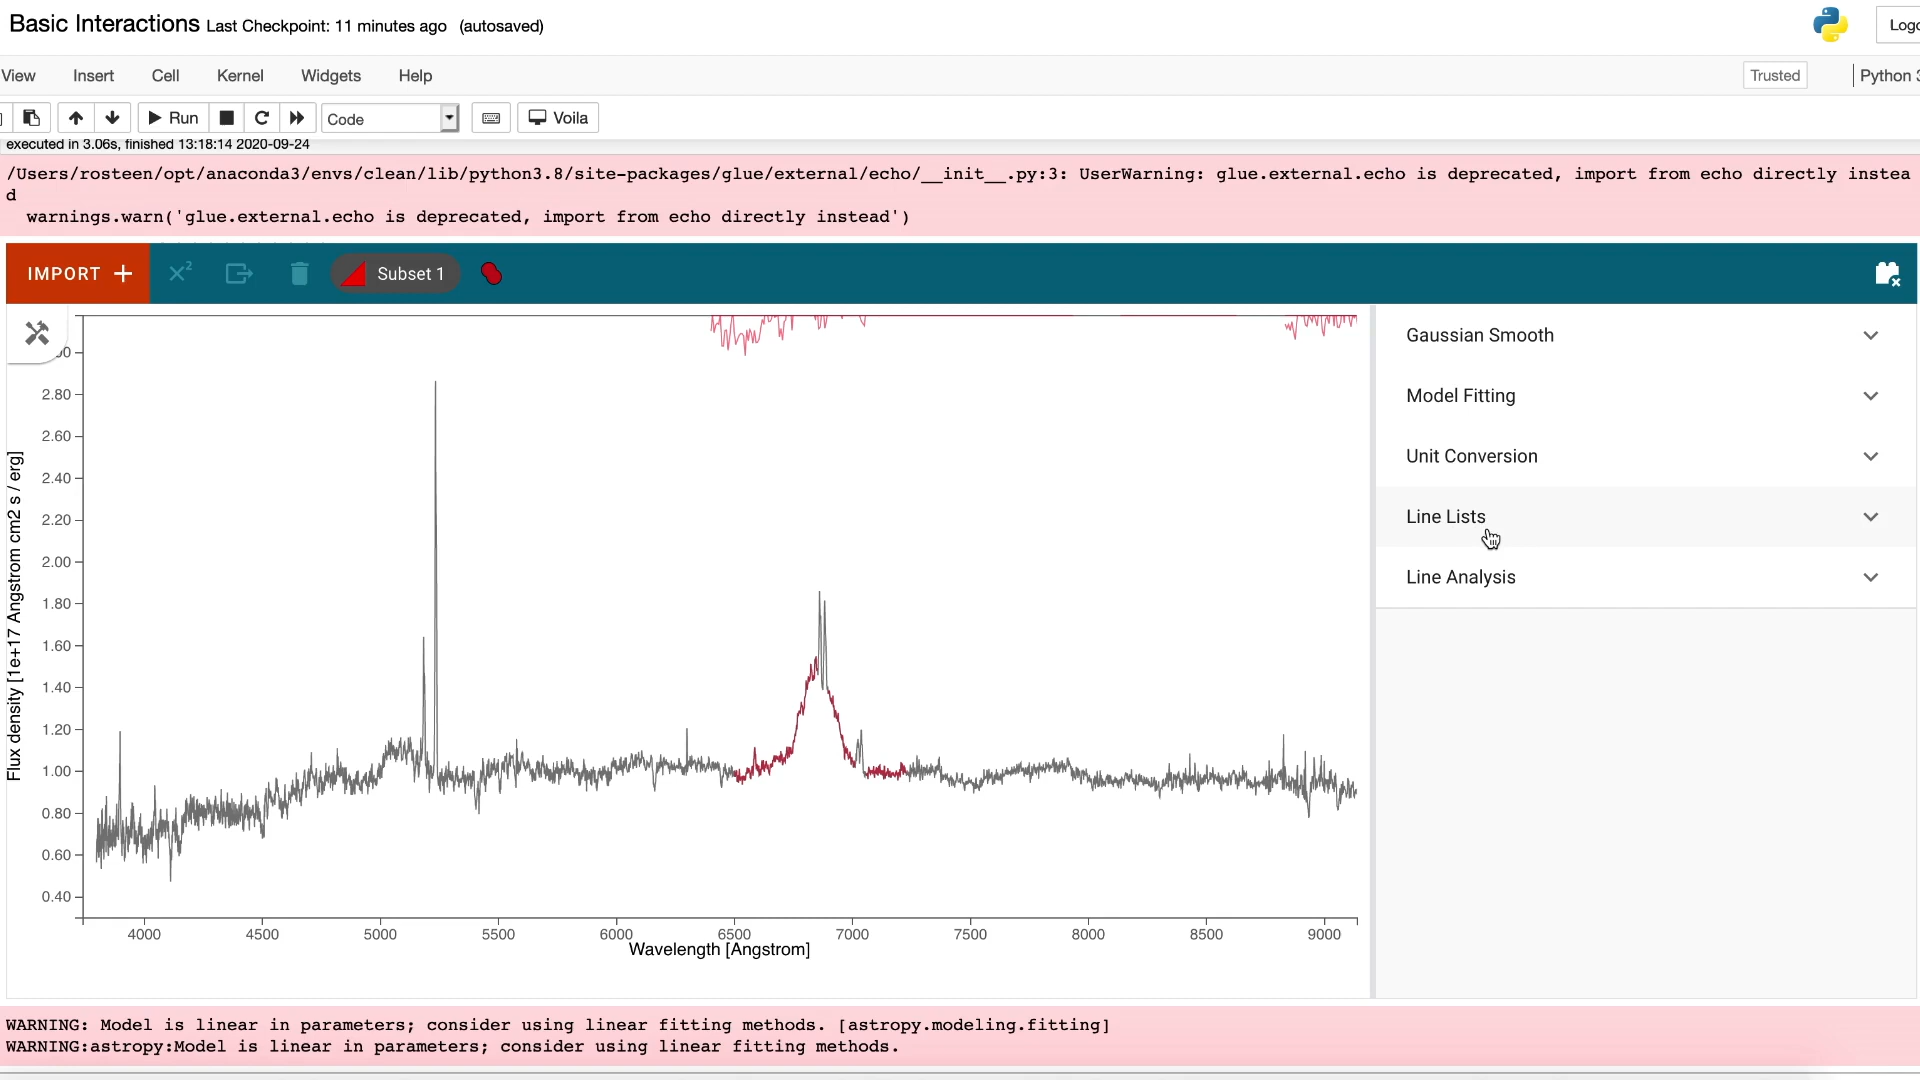 Basic Interactions Last Checkpoint: 11 minutes ago (autosaved)
View Insert Cell Kernel Widgets Help Trusted Python 3
Run Code Voila
executed in 3.06s, finished 13:18:14 2020-09-24
/Users/rosteen/opt/anaconda3/envs/clean/lib/python3.8/site-packages/glue/external/echo/__init__.py:3: UserWarning: glue.external.echo is deprecated, import from echo directly instea
d
warnings.warn('glue.external.echo is deprecated, import from echo directly instead')
IMPORT + X² Subset 1
Gaussian Smooth
Model Fitting
Unit Conversion
Line Lists
Line Analysis
2.80
2.60
2.40
2.20
2.00
1.80
1.60
1.40
1.20
1.00
0.80
0.60
0.40
Flux density [1e+17 Angstrom cm2 s / erg]
4000 4500 5000 5500 6000 6500 7000 7500 8000 8500 9000
Wavelength [Angstrom]
WARNING: Model is linear in parameters; consider using linear fitting methods. [astropy.modeling.fitting]
WARNING:astropy:Model is linear in parameters; consider using linear fitting methods.